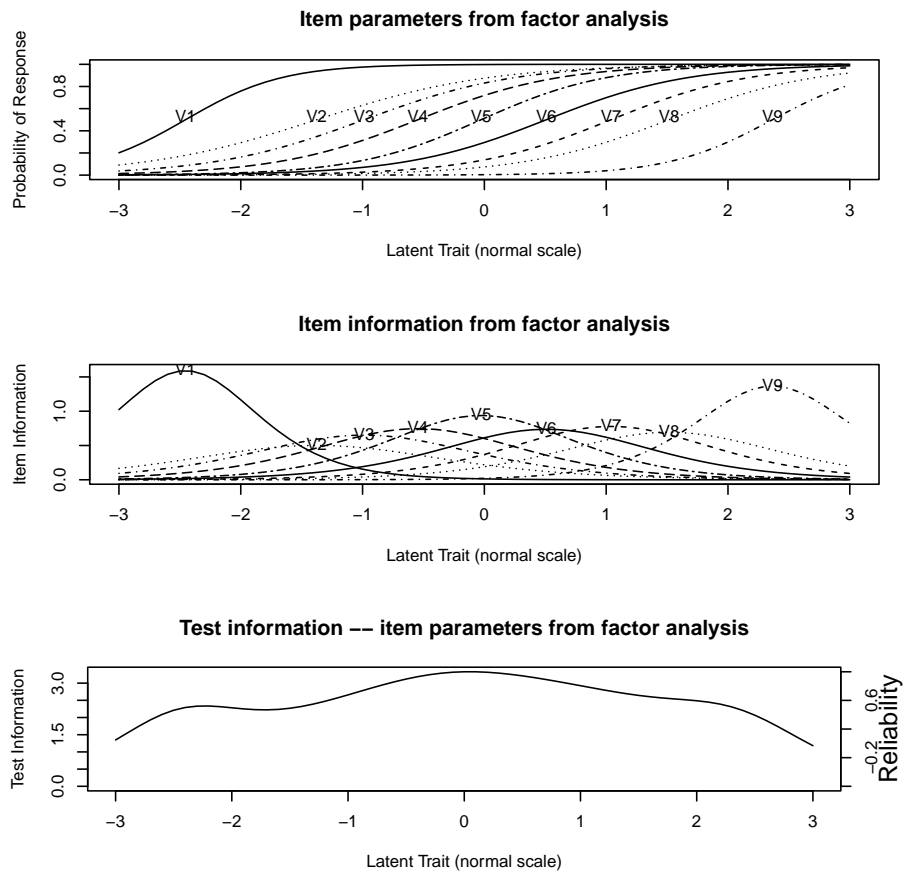 Item parameters from factor analysis
Probability of Response
0.0 0.4 0.8
V1 V2 V3 V4 V5 V6 V7 V8 V9
−3 −2 −1 0 1 2 3
Latent Trait (normal scale)
Item information from factor analysis
Item Information
0.0 1.0
V1 V2 V3 V4 V5 V6 V7 V8 V9
−3 −2 −1 0 1 2 3
Latent Trait (normal scale)
Test information −− item parameters from factor analysis
Test Information
0.0 1.5 3.0
−0.2 0.6
Reliability
−3 −2 −1 0 1 2 3
Latent Trait (normal scale)